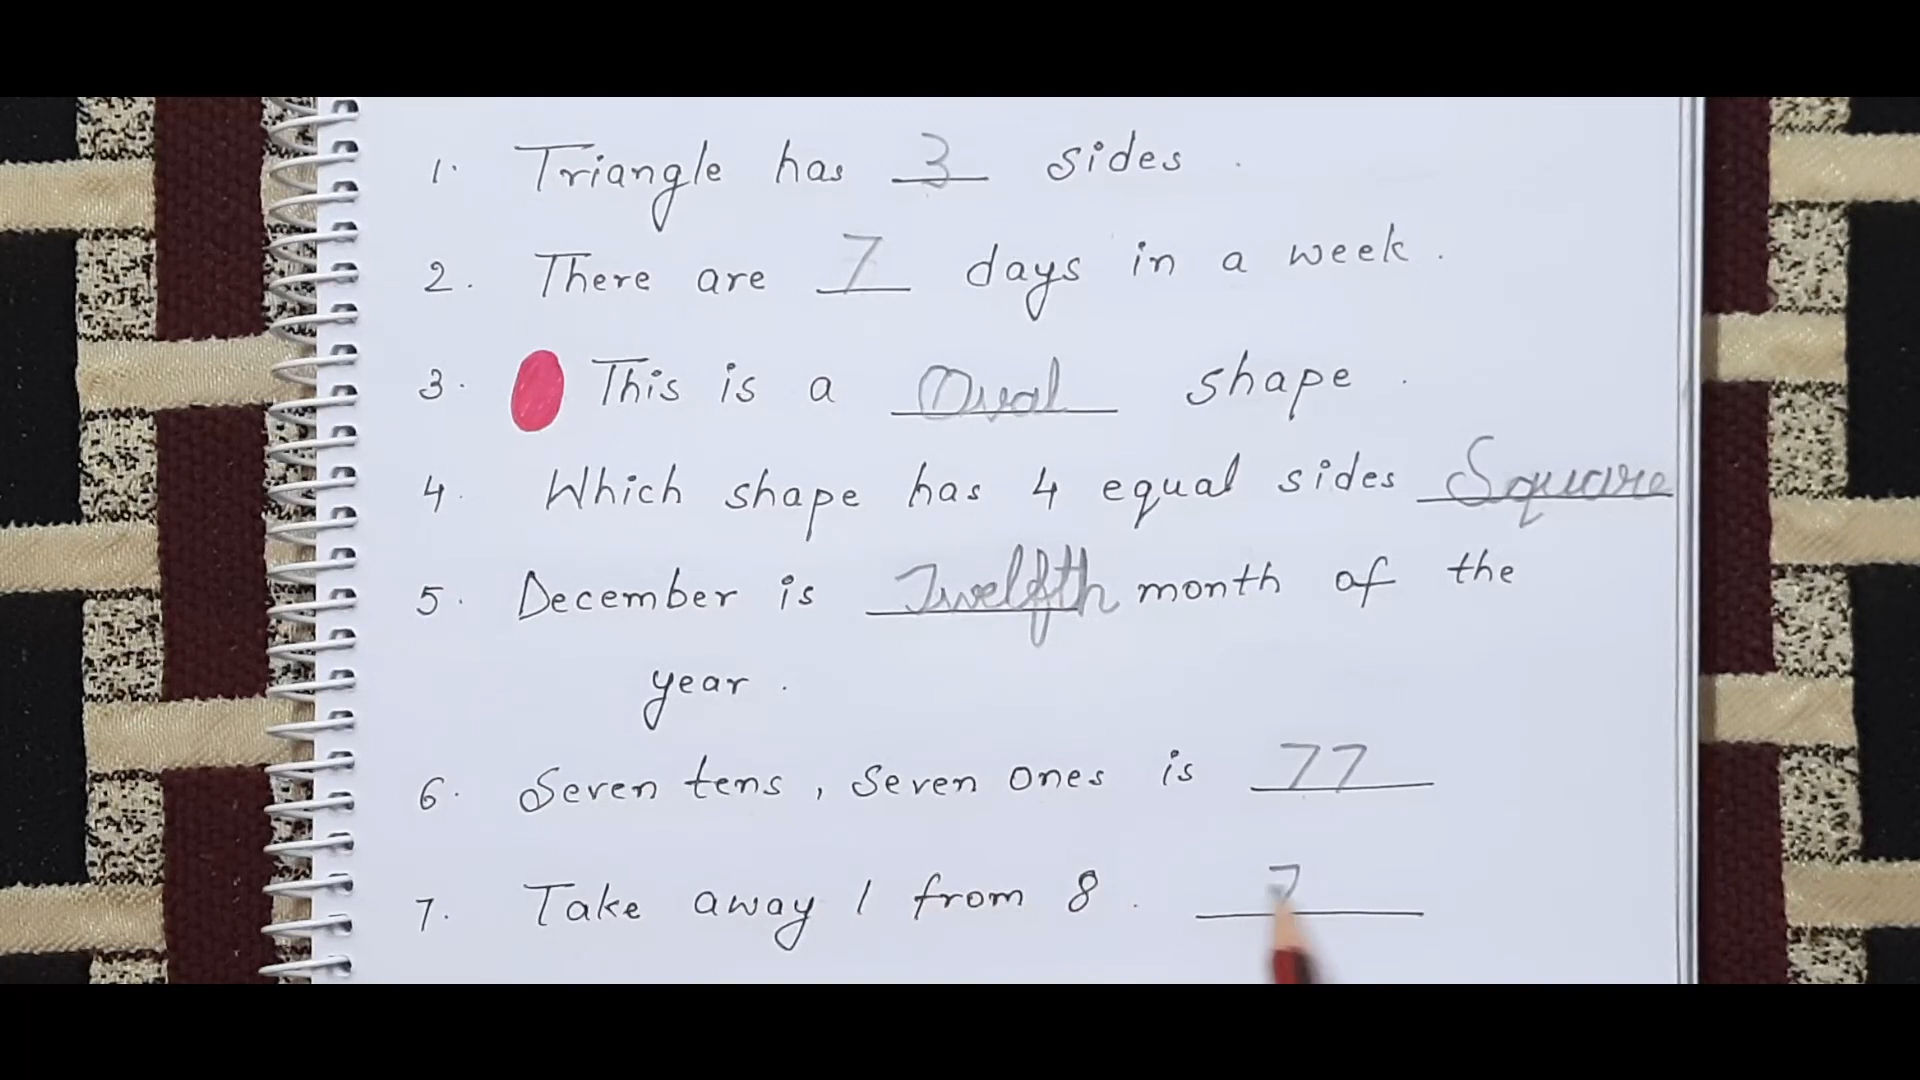 1. Triangle has 3 sides.
2. There are 7 days in a week.
3. This is a Oval shape.
4. Which shape has 4 equal sides Square
5. December is Twelfth month of the
year.
6. Seven tens, Seven ones is 77
7. Take away 1 from 8. 7